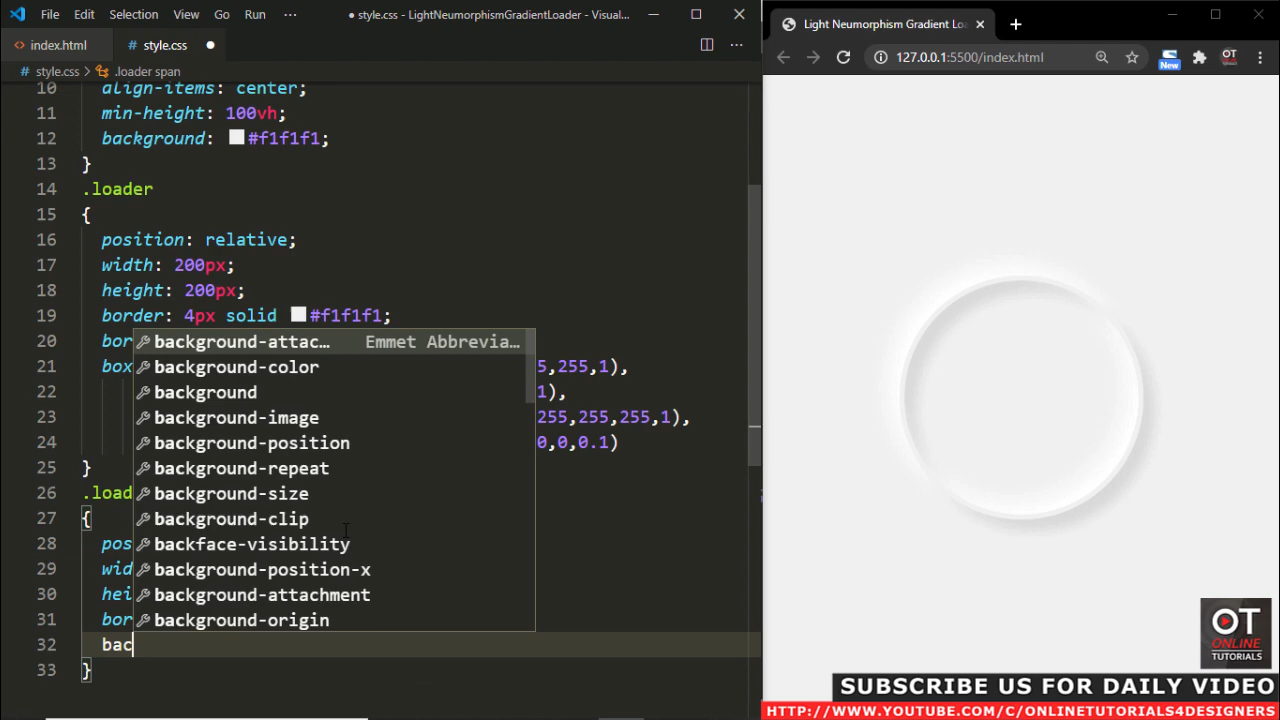 File Edit Selection View Go Run ··· ● style.css - LightNeumorphismGradientLoader - Visual...
index.html # style.css ●
# style.css > .loader span
10 align-items: center;
11 min-height: 100vh;
12 background: #f1f1f1;
13 }
14 .loader
15 {
16 position: relative;
17 width: 200px;
18 height: 200px;
19 border: 4px solid #f1f1f1;
20 bor
21 box 5,255,1),
22 1),
23 255,255,255,1),
24 0,0,0.1)
25 }
26 .load
27 {
28 pos
29 wid
30 hei
31 bor
32 bac
33 }
background-attac... Emmet Abbrevia...
background-color
background
background-image
background-position
background-repeat
background-size
background-clip
backface-visibility
background-position-x
background-attachment
background-origin
Light Neumorphism Gradient Loa
127.0.0.1:5500/index.html
New
OT
OT
ONLINE
TUTORIALS
SUBSCRIBE US FOR DAILY VIDEO
HTTP://WWW.YOUTUBE.COM/C/ONLINETUTORIALS4DESIGNERS